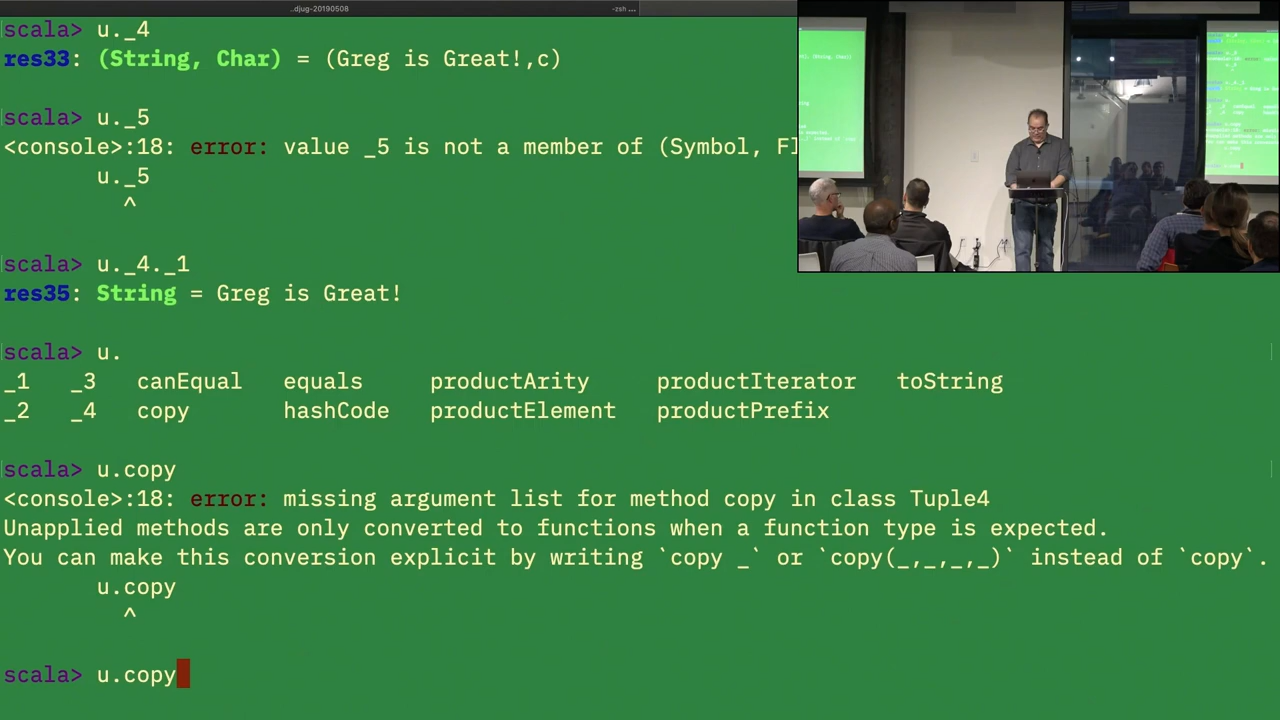 ..djug-20190508
-zsh ...
scala> u._4
res33: (String, Char) = (Greg is Great!,c)
scala> u._5
<console>:18: error: value _5 is not a member of (Symbol, Fl
u._5
^
scala> u._4._1
res35: String = Greg is Great!
scala> u.
_1 _3 canEqual equals productArity productIterator toString
_2 _4 copy hashCode productElement productPrefix
scala> u.copy
<console>:18: error: missing argument list for method copy in class Tuple4
Unapplied methods are only converted to functions when a function type is expected.
You can make this conversion explicit by writing `copy _` or `copy(_,_,_,_)` instead of `copy`.
u.copy
^
scala> u.copy